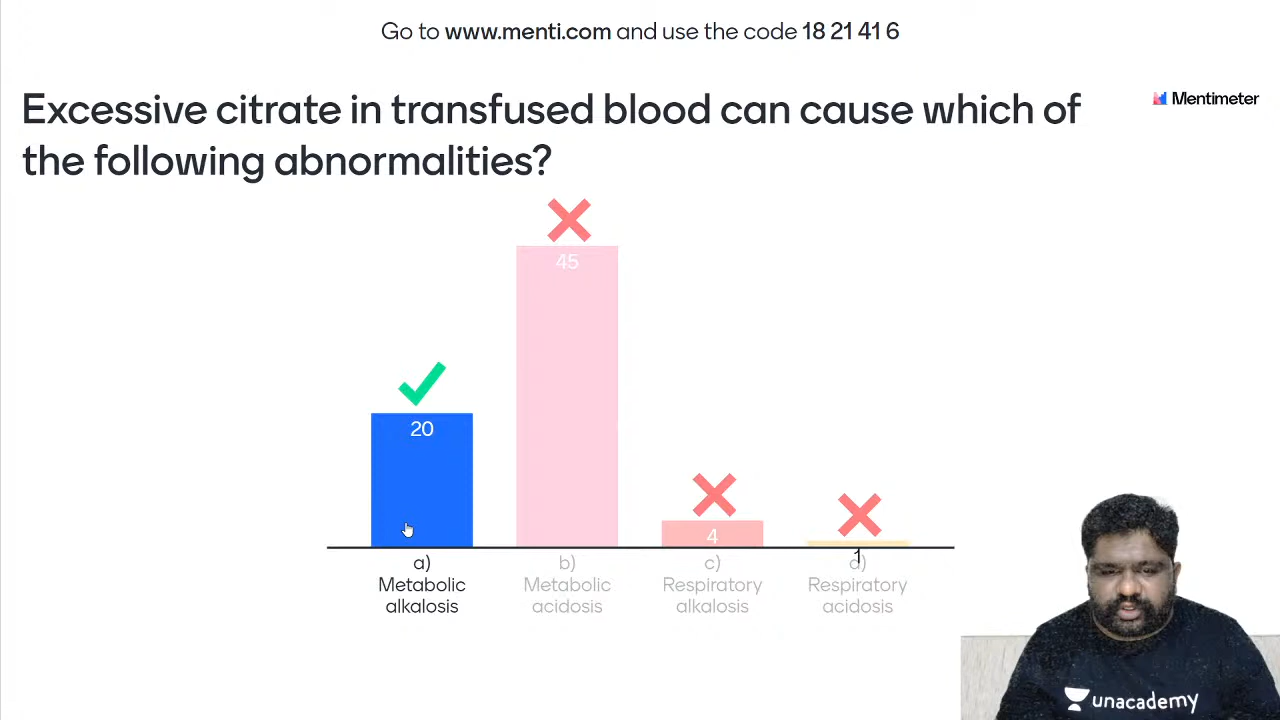 Go to www.menti.com and use the code 18 21 41 6
Excessive citrate in transfused blood can cause which of
the following abnormalities?
Mentimeter
45
20
4
1
a)
Metabolic
alkalosis
b)
Metabolic
acidosis
c)
Respiratory
alkalosis
d)
Respiratory
acidosis
unacademy